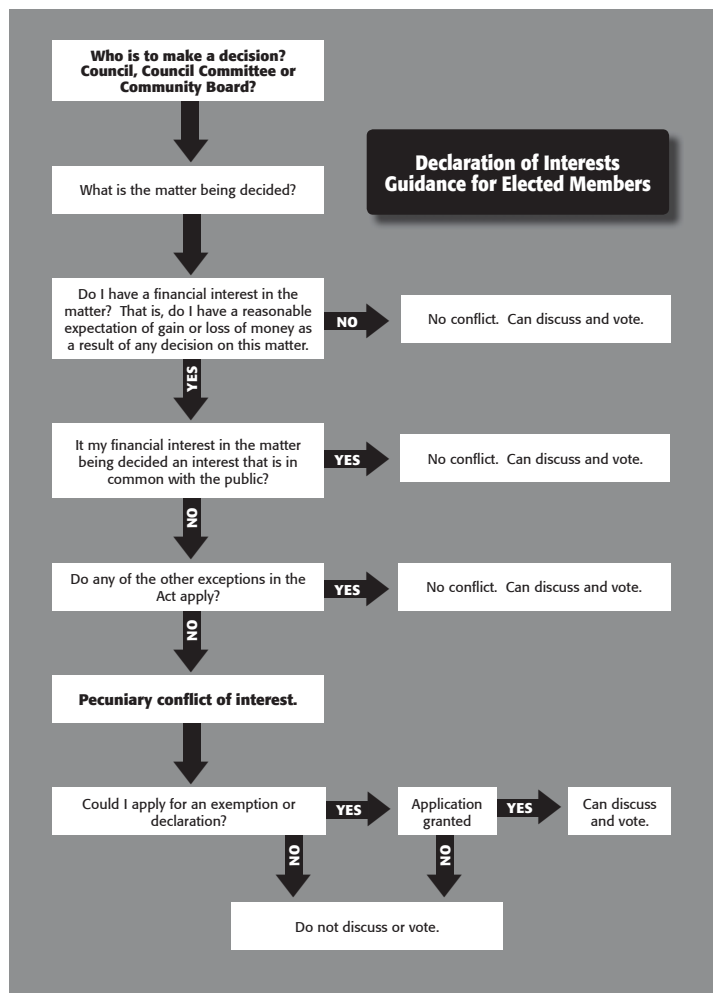 Who is to make a decision?
Council, Council Committee or
Community Board?
Declaration of Interests
Guidance for Elected Members
What is the matter being decided?
Do I have a financial interest in the
matter?  That is, do I have a reasonable
expectation of gain or loss of money as
a result of any decision on this matter.
NO
No conflict.  Can discuss and vote.
YES
It my financial interest in the matter
being decided an interest that is in
common with the public?
YES
No conflict.  Can discuss and vote.
NO
Do any of the other exceptions in the
Act apply?
YES
No conflict.  Can discuss and vote.
NO
Pecuniary conflict of interest.
Could I apply for an exemption or
declaration?
YES
Application
granted
YES
Can discuss
and vote.
NO
NO
Do not discuss or vote.